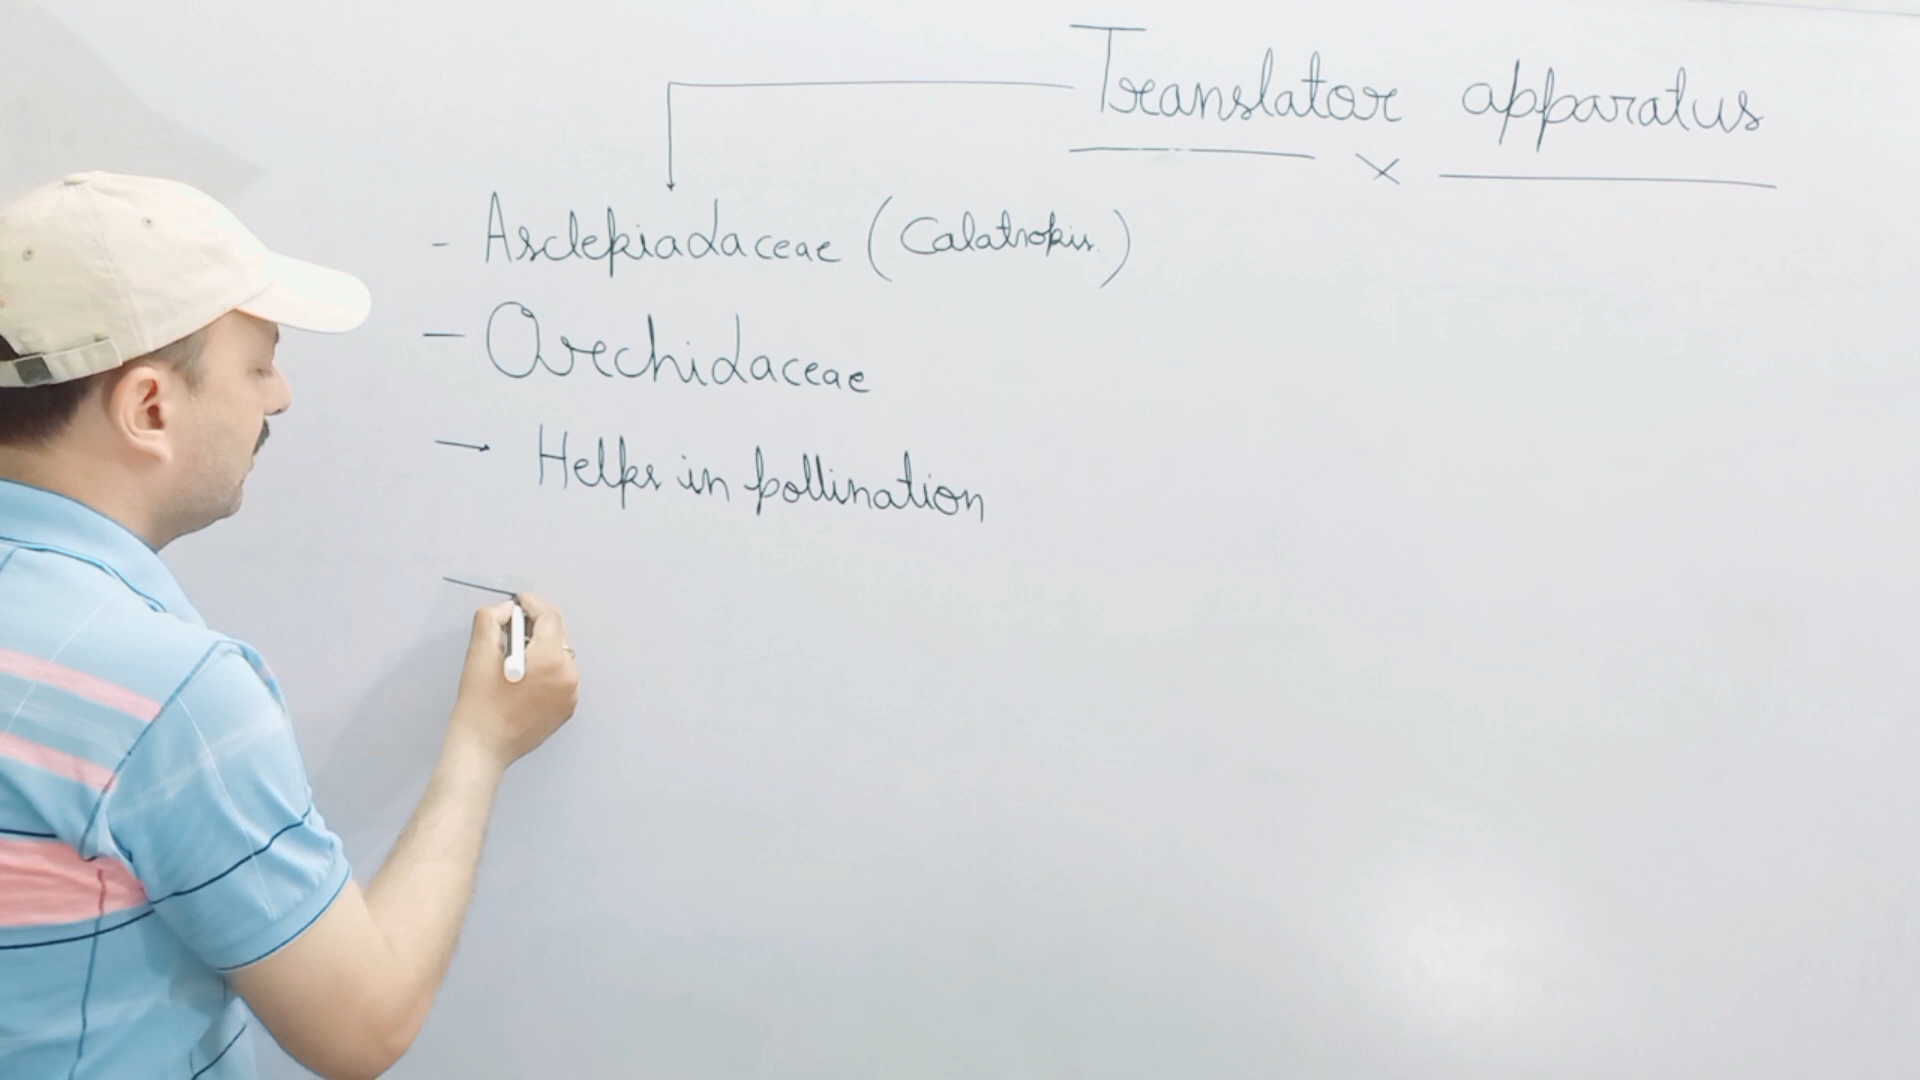 Translator apparatus
- Asclepiadaceae (Calatropis)
- Orchidaceae
→ Helps in pollination